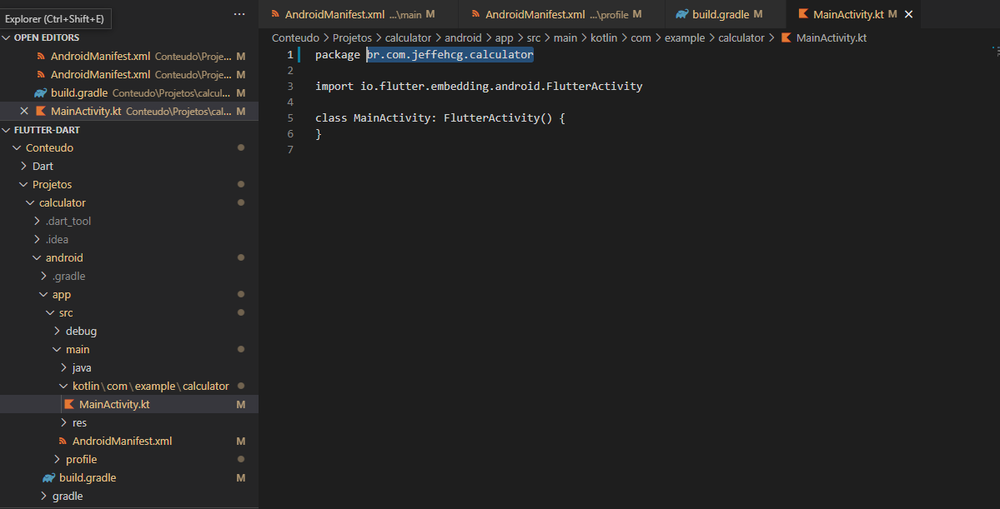 Explorer (Ctrl+Shift+E)
...
OPEN EDITORS
AndroidManifest.xml Conteudo\Proje... M
AndroidManifest.xml Conteudo\Proje... M
build.gradle Conteudo\Projetos\calcul... M
MainActivity.kt Conteudo\Projetos\cal... M
FLUTTER-DART
Conteudo
Dart
Projetos
calculator
.dart_tool
.idea
android
.gradle
app
src
debug
main
java
kotlin\com\example\calculator
MainActivity.kt M
res
AndroidManifest.xml M
profile
build.gradle M
gradle
AndroidManifest.xml ...\main M
AndroidManifest.xml ...\profile M
build.gradle M
MainActivity.kt M
Conteudo > Projetos > calculator > android > app > src > main > kotlin > com > example > calculator > MainActivity.kt
1 package br.com.jeffehcg.calculator
2
3 import io.flutter.embedding.android.FlutterActivity
4
5 class MainActivity: FlutterActivity() {
6 }
7